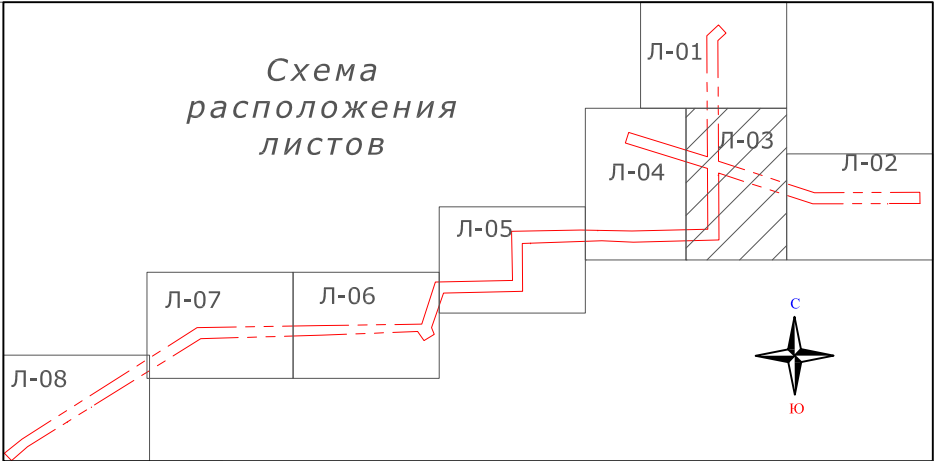 Схема
расположения
листов
Л-01
Л-03
Л-02
Л-04
Л-05
Л-07
Л-06
Л-08
С
Ю